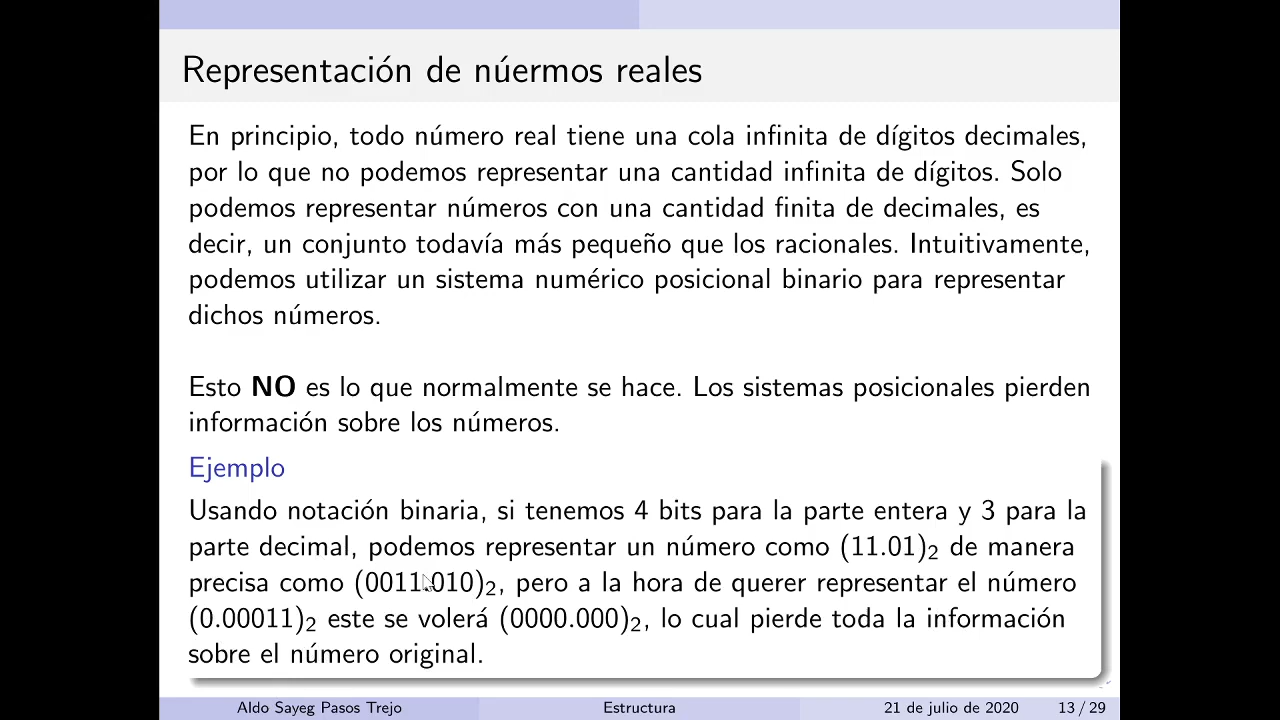 Representación de núermos reales
En principio, todo número real tiene una cola infinita de dígitos decimales,
por lo que no podemos representar una cantidad infinita de dígitos. Solo
podemos representar números con una cantidad finita de decimales, es
decir, un conjunto todavía más pequeño que los racionales. Intuitivamente,
podemos utilizar un sistema numérico posicional binario para representar
dichos números.
Esto NO es lo que normalmente se hace. Los sistemas posicionales pierden
información sobre los números.
Ejemplo
Usando notación binaria, si tenemos 4 bits para la parte entera y 3 para la
parte decimal, podemos representar un número como (11.01)₂ de manera
precisa como (0011.010)₂, pero a la hora de querer representar el número
(0.00011)₂ este se volerá (0000.000)₂, lo cual pierde toda la información
sobre el número original.
Aldo Sayeg Pasos Trejo Estructura 21 de julio de 2020 13 / 29